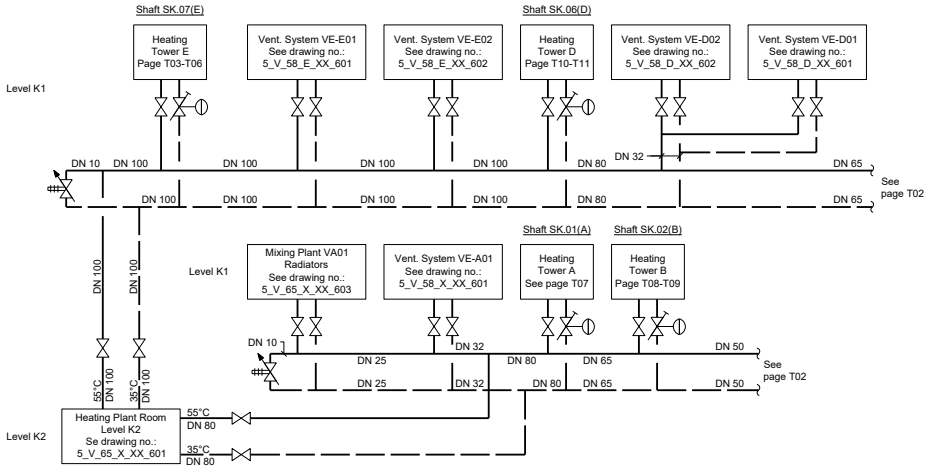 Shaft SK.07(E)
Shaft SK.06(D)
Heating
Tower E
Page T03-T06
Vent. System VE-E01
See drawing no.:
5_V_58_E_XX_601
Vent. System VE-E02
See drawing no.:
5_V_58_E_XX_602
Heating
Tower D
Page T10-T11
Vent. System VE-D02
See drawing no.:
5_V_58_D_XX_602
Vent. System VE-D01
See drawing no.:
5_V_58_D_XX_601
Level K1
DN 32
DN 10
DN 100
DN 100
DN 100
DN 100
DN 80
DN 65
See
page T02
DN 100
DN 100
DN 100
DN 80
DN 65
Shaft SK.01(A)
Shaft SK.02(B)
DN 100
DN 100
Level K1
Mixing Plant VA01
Radiators
See drawing no.:
5_V_65_X_XX_603
Vent. System VE-A01
See drawing no.:
5_V_58_X_XX_601
Heating
Tower A
See page T07
Heating
Tower B
Page T08-T09
DN 10
DN 32
DN 50
DN 25
DN 80
DN 65
See
page T02
DN 25
DN 32
DN 80
DN 65
DN 50
55°C
DN 100
35°C
DN 100
Level K2
Heating Plant Room
Level K2
Se drawing no.:
5_V_65_X_XX_601
55°C
DN 80
35°C
DN 80